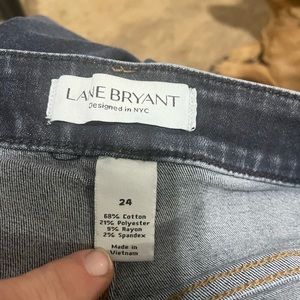 LANE BRYANT
Designed in NYC
24
68% Cotton
21% Polyester
9% Rayon
2% Spandex
Made in
Vietnam